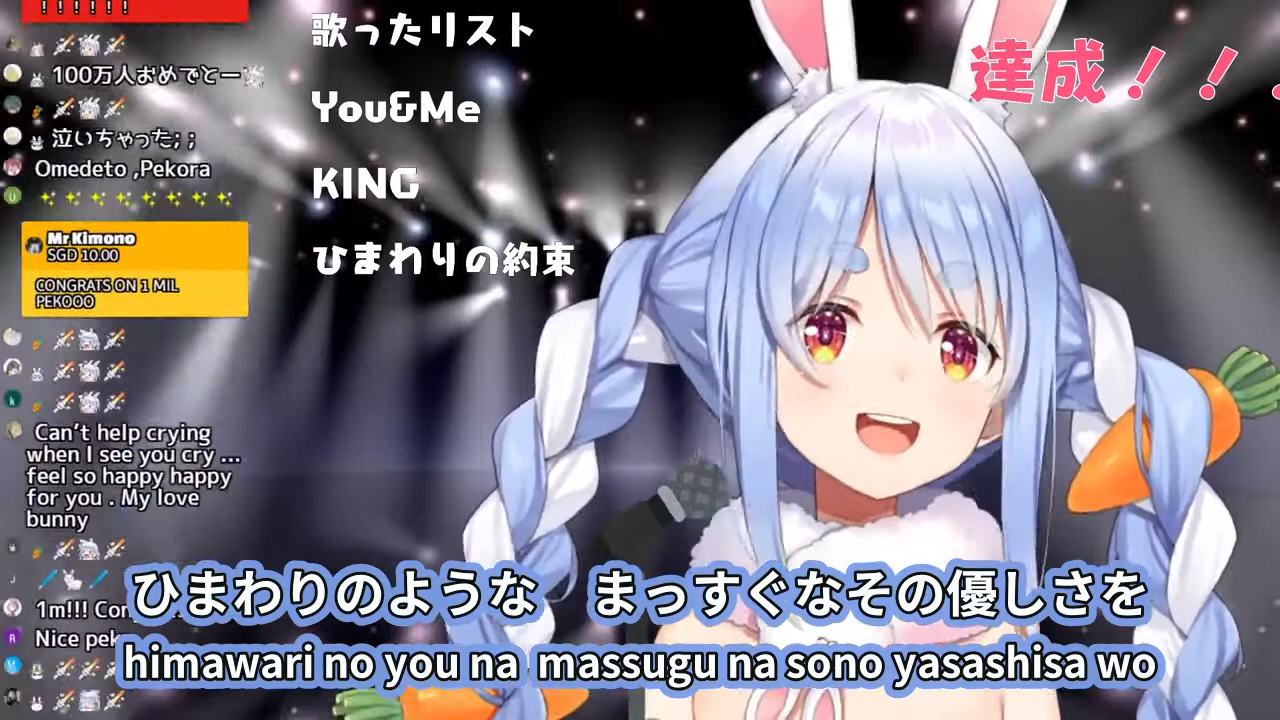 ！！！！！！
100万人おめでとー
泣いちゃった; ;
Omedeto ,Pekora
U
Mr.Kimono
SGD 10.00
CONGRATS ON 1 MIL
PEKOOO
k
Can't help crying
when I see you cry ...
feel so happy happy
for you . My love
bunny
1m!!!
A
Nice pek
歌ったリスト
You&Me
KING
ひまわりの約束
達成！！
ひまわりのような　まっすぐなその優しさを
himawari no you na massugu na sono yasashisa wo